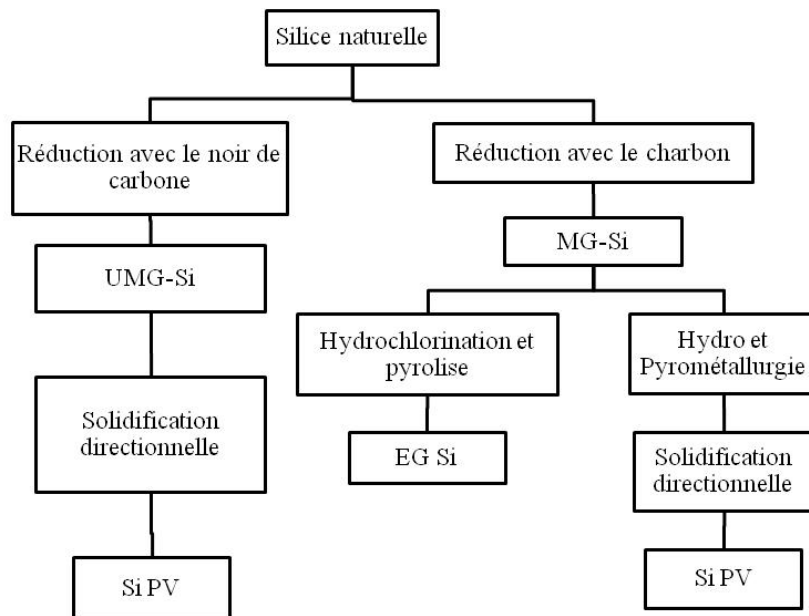 Silice naturelle
Réduction avec le noir de
carbone
Réduction avec le charbon
UMG-Si
MG-Si
Hydrochlorination et
pyrolise
Hydro et
Pyrométallurgie
Solidification
directionnelle
EG Si
Solidification
directionnelle
Si PV
Si PV